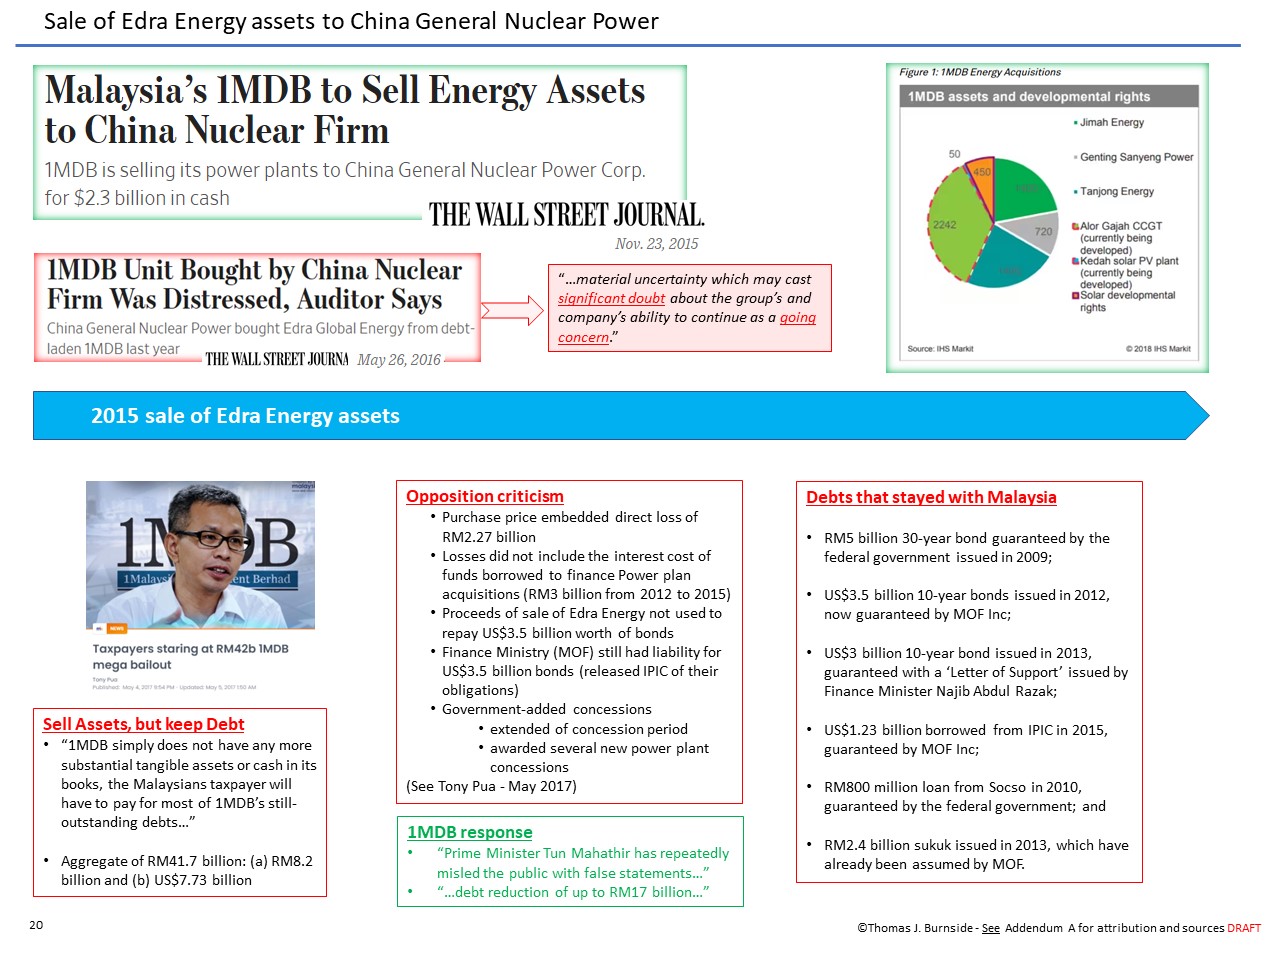 Sale of Edra Energy assets to China General Nuclear Power
Malaysia's 1MDB to Sell Energy Assets
to China Nuclear Firm
1MDB is selling its power plants to China General Nuclear Power Corp.
for $2.3 billion in cash
THE WALL STREET JOURNAL.
Nov. 23, 2015
1MDB Unit Bought by China Nuclear
Firm Was Distressed, Auditor Says
China General Nuclear Power bought Edra Global Energy from debt-
laden 1MDB last year
THE WALL STREET JOURNA
May 26, 2016
“…material uncertainty which may cast
significant doubt about the group's and
company's ability to continue as a going
concern.”
Figure 1: 1MDB Energy Acquisitions
1MDB assets and developmental rights
50
450
2242
720
• Jimah Energy
• Genting Sanyeng Power
• Tanjong Energy
Alor Gajah CCGT
(currently being
developed)
Kedah solar PV plant
(currently being
developed)
Solar developmental
rights
Source: IHS Markit
© 2018 IHS Markit
2015 sale of Edra Energy assets
1MDB
1Malaysi
ent Berhad
NEWS
Taxpayers staring at RM42b 1MDB
mega bailout
Tony Pua
Published: May 4, 2017 9:54 PM - Updated: May 5, 2017 1:50 AM
Sell Assets, but keep Debt
• “1MDB simply does not have any more
substantial tangible assets or cash in its
books, the Malaysians taxpayer will
have to pay for most of 1MDB's still-
outstanding debts…”
• Aggregate of RM41.7 billion: (a) RM8.2
billion and (b) US$7.73 billion
Opposition criticism
• Purchase price embedded direct loss of
RM2.27 billion
• Losses did not include the interest cost of
funds borrowed to finance Power plan
acquisitions (RM3 billion from 2012 to 2015)
• Proceeds of sale of Edra Energy not used to
repay US$3.5 billion worth of bonds
• Finance Ministry (MOF) still had liability for
US$3.5 billion bonds (released IPIC of their
obligations)
• Government-added concessions
• extended of concession period
• awarded several new power plant
concessions
(See Tony Pua - May 2017)
1MDB response
• “Prime Minister Tun Mahathir has repeatedly
misled the public with false statements…”
• “…debt reduction of up to RM17 billion…”
Debts that stayed with Malaysia
• RM5 billion 30-year bond guaranteed by the
federal government issued in 2009;
• US$3.5 billion 10-year bonds issued in 2012,
now guaranteed by MOF Inc;
• US$3 billion 10-year bond issued in 2013,
guaranteed with a ‘Letter of Support’ issued by
Finance Minister Najib Abdul Razak;
• US$1.23 billion borrowed from IPIC in 2015,
guaranteed by MOF Inc;
• RM800 million loan from Socso in 2010,
guaranteed by the federal government; and
• RM2.4 billion sukuk issued in 2013, which have
already been assumed by MOF.
20
©Thomas J. Burnside - See Addendum A for attribution and sources DRAFT